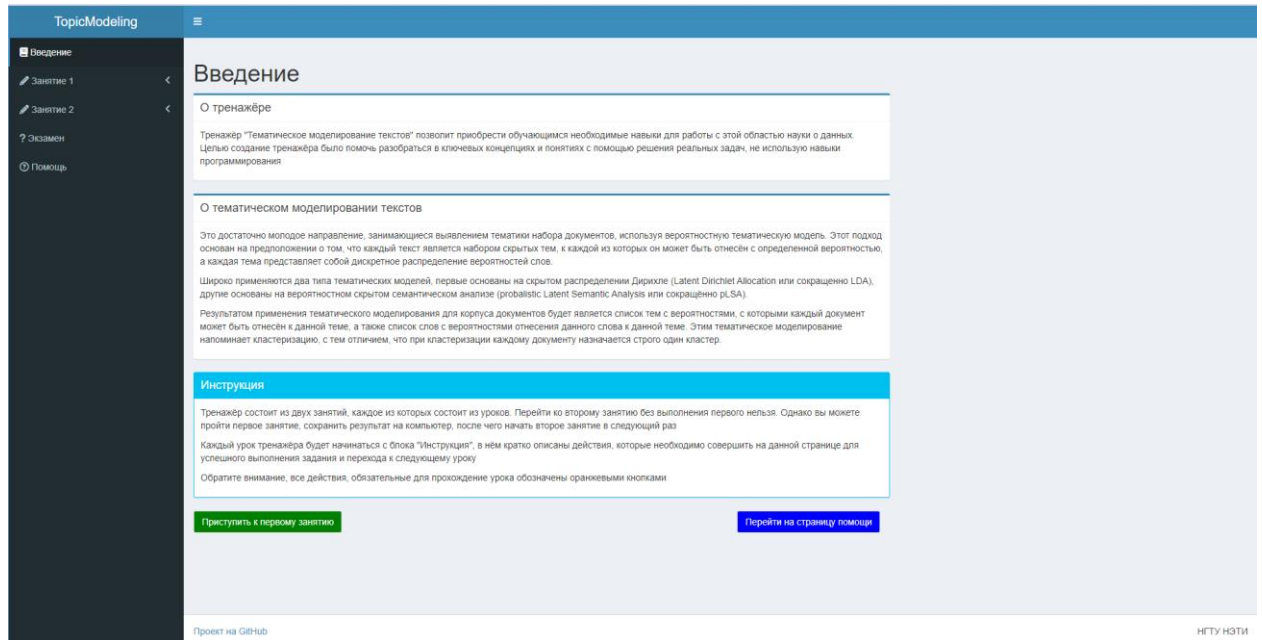 TopicModeling
Введение
Занятие 1
Занятие 2
? Экзамен
Помощь
Введение
О тренажёре
Тренажёр "Тематическое моделирование текстов" позволит приобрести обучающимся необходимые навыки для работы с этой областью науки о данных.
Целью создание тренажёра было помочь разобраться в ключевых концепциях и понятиях с помощью решения реальных задач, не использую навыки
программирования
О тематическом моделировании текстов
Это достаточно молодое направление, занимающиеся выявлением тематики набора документов, используя вероятностную тематическую модель. Этот подход
основан на предположении о том, что каждый текст является набором скрытых тем, к каждой из которых он может быть отнесён с определенной вероятностью,
а каждая тема представляет собой дискретное распределение вероятностей слов.
Широко применяются два типа тематических моделей, первые основаны на скрытом распределении Дирихле (Latent Dirichlet Allocation или сокращенно LDA),
другие основаны на вероятностном скрытом семантическом анализе (probalistic Latent Semantic Analysis или сокращённо pLSA).
Результатом применения тематического моделирования для корпуса документов будет является список тем с вероятностями, с которыми каждый документ
может быть отнесён к данной теме, а также список слов с вероятностями отнесения данного слова к данной теме. Этим тематическое моделирование
напоминает кластеризацию, с тем отличием, что при кластеризации каждому документу назначается строго один кластер.
Инструкция
Тренажёр состоит из двух занятий, каждое из которых состоит из уроков. Перейти ко второму занятию без выполнения первого нельзя. Однако вы можете
пройти первое занятие, сохранить результат на компьютер, после чего начать второе занятие в следующий раз
Каждый урок тренажёра будет начинаться с блока "Инструкция", в нём кратко описаны действия, которые необходимо совершить на данной странице для
успешного выполнения задания и перехода к следующему уроку
Обратите внимание, все действия, обязательные для прохождение урока обозначены оранжевыми кнопками
Приступить к первому занятию
Перейти на страницу помощи
Проект на GitHub
НГТУ НЭТИ